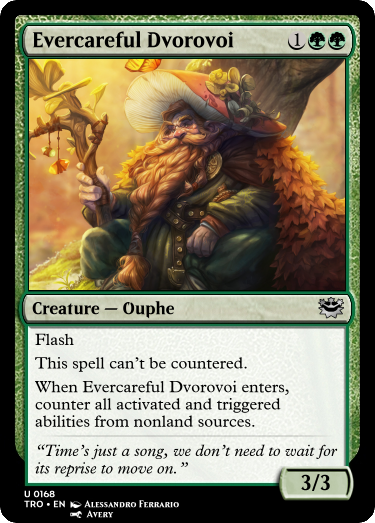 Evercareful Dvorovoi 1
Creature — Ouphe
Flash
This spell can't be countered.
When Evercareful Dvorovoi enters,
counter all activated and triggered
abilities from nonland sources.
“Time's just a song, we don't need to wait for
its reprise to move on.”
3/3
U 0168
TRO • EN Alessandro Ferrario
Avery